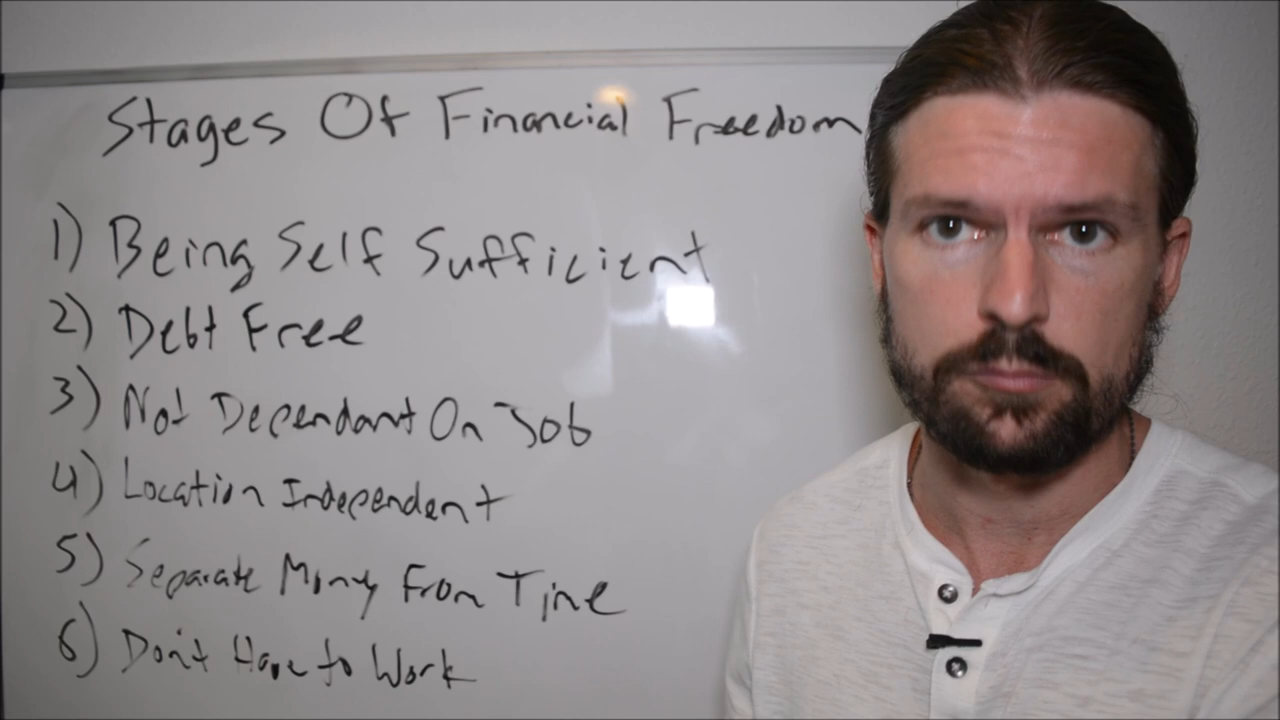 Stages Of Financial Freedom
1) Being Self Sufficient
2) Debt Free
3) Not Dependant On Job
4) Location Independent
5) Separate Money From Time
6) Don't Have to Work